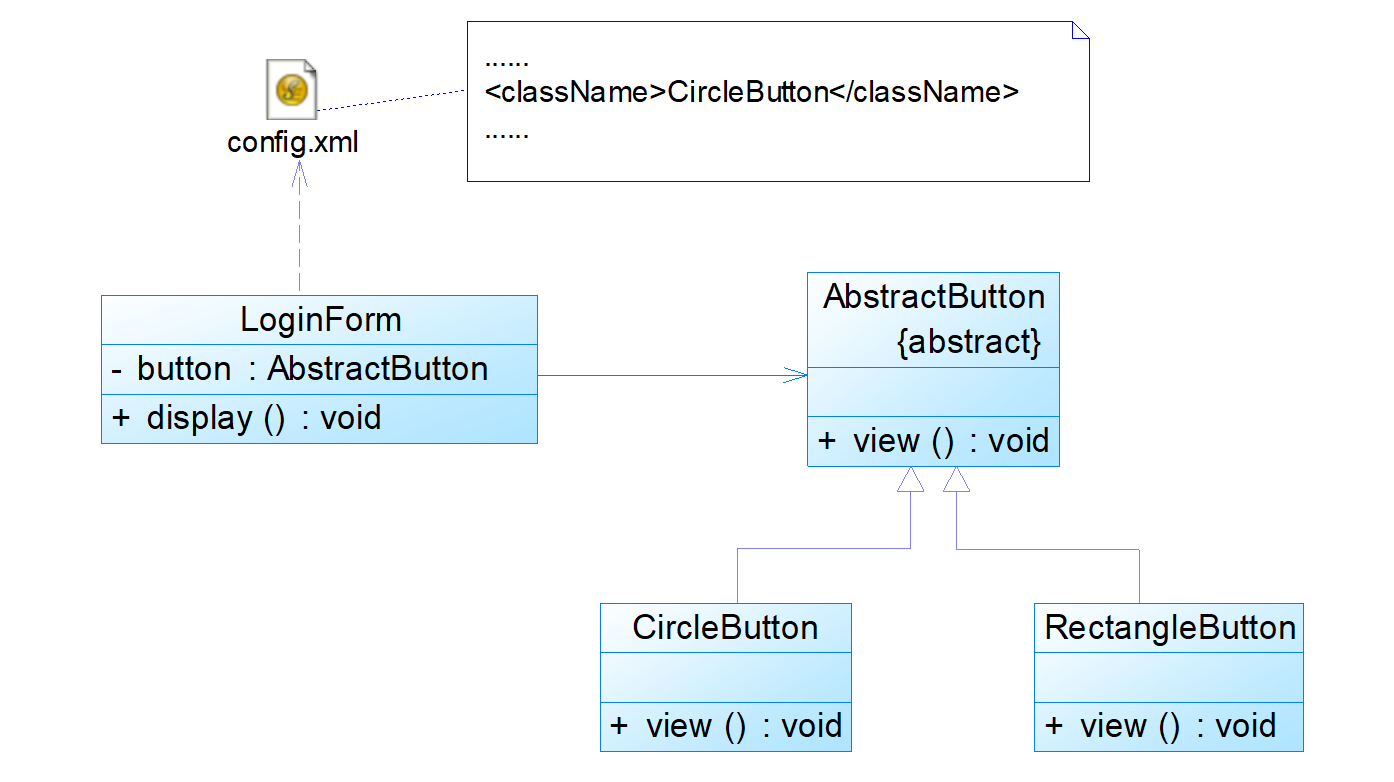 ......
<className>CircleButton</className>
......
config.xml
LoginForm
- button : AbstractButton
+ display () : void
AbstractButton
{abstract}
+ view () : void
CircleButton
+ view () : void
RectangleButton
+ view () : void